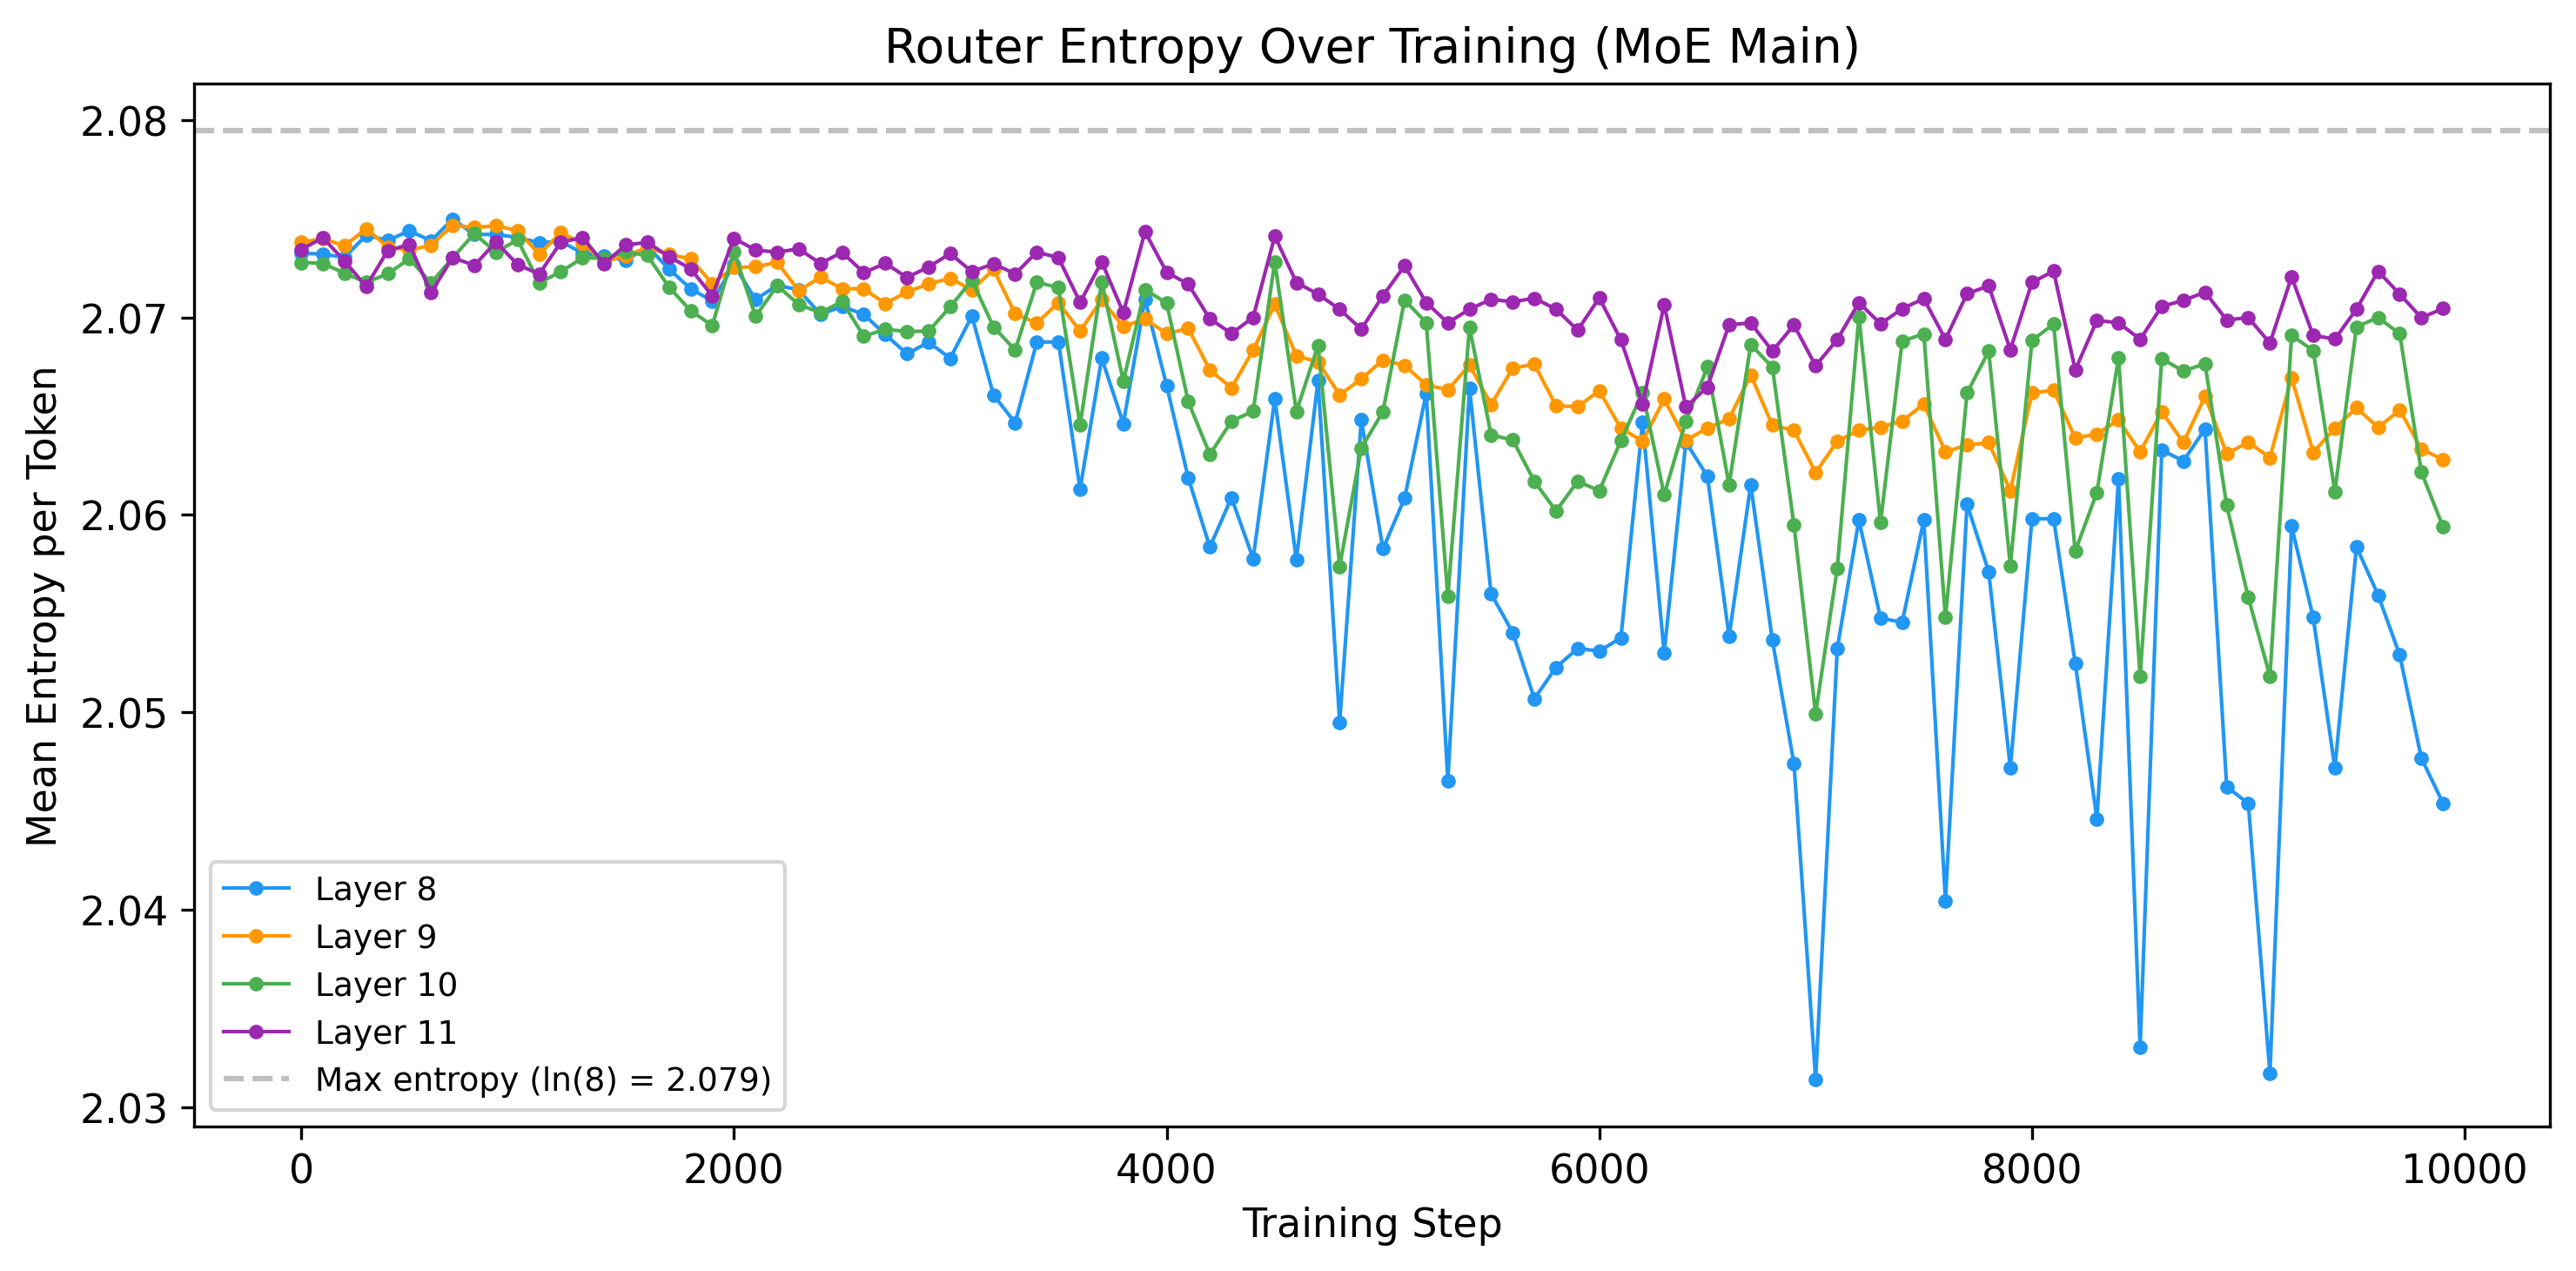 Router Entropy Over Training (MoE Main)
Mean Entropy per Token
2.08
2.07
2.06
2.05
2.04
2.03
Layer 8
Layer 9
Layer 10
Layer 11
Max entropy (ln(8) = 2.079)
0
2000
4000
6000
8000
10000
Training Step